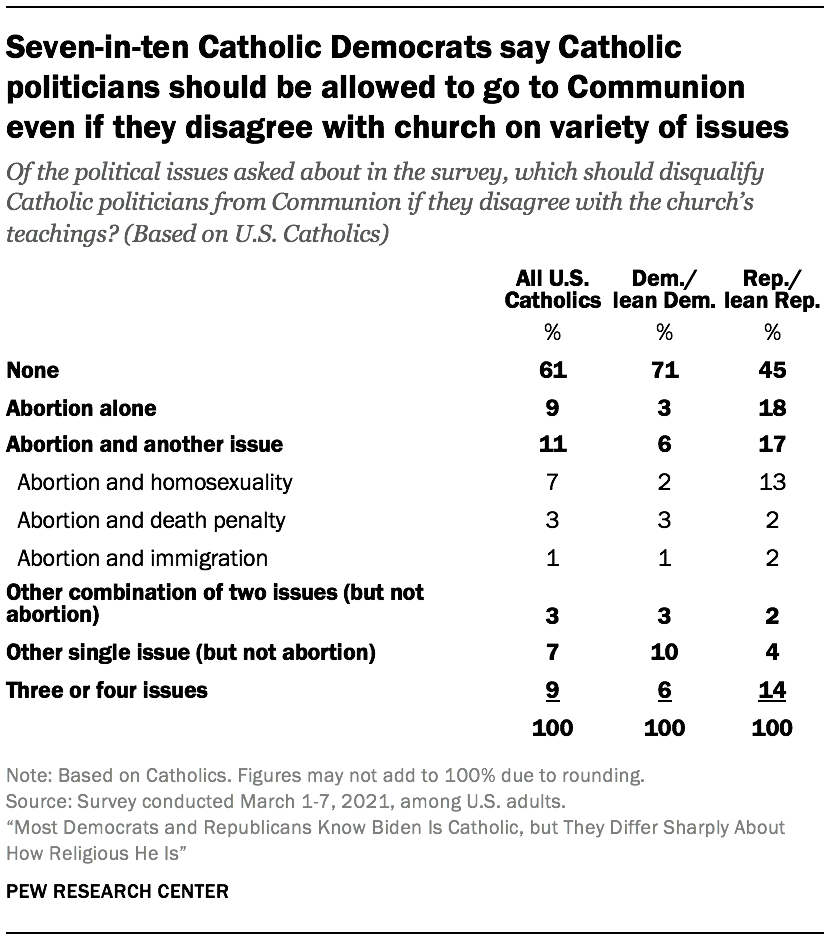 Seven-in-ten Catholic Democrats say Catholic
politicians should be allowed to go to Communion
even if they disagree with church on variety of issues
Of the political issues asked about in the survey, which should disqualify
Catholic politicians from Communion if they disagree with the church's
teachings? (Based on U.S. Catholics)
All U.S. Dem./ Rep./
Catholics lean Dem. lean Rep.
% % %
None 61 71 45
Abortion alone 9 3 18
Abortion and another issue 11 6 17
Abortion and homosexuality 7 2 13
Abortion and death penalty 3 3 2
Abortion and immigration 1 1 2
Other combination of two issues (but not
abortion) 3 3 2
Other single issue (but not abortion) 7 10 4
Three or four issues 9 6 14
100 100 100
Note: Based on Catholics. Figures may not add to 100% due to rounding.
Source: Survey conducted March 1-7, 2021, among U.S. adults.
“Most Democrats and Republicans Know Biden Is Catholic, but They Differ Sharply About
How Religious He Is”
PEW RESEARCH CENTER